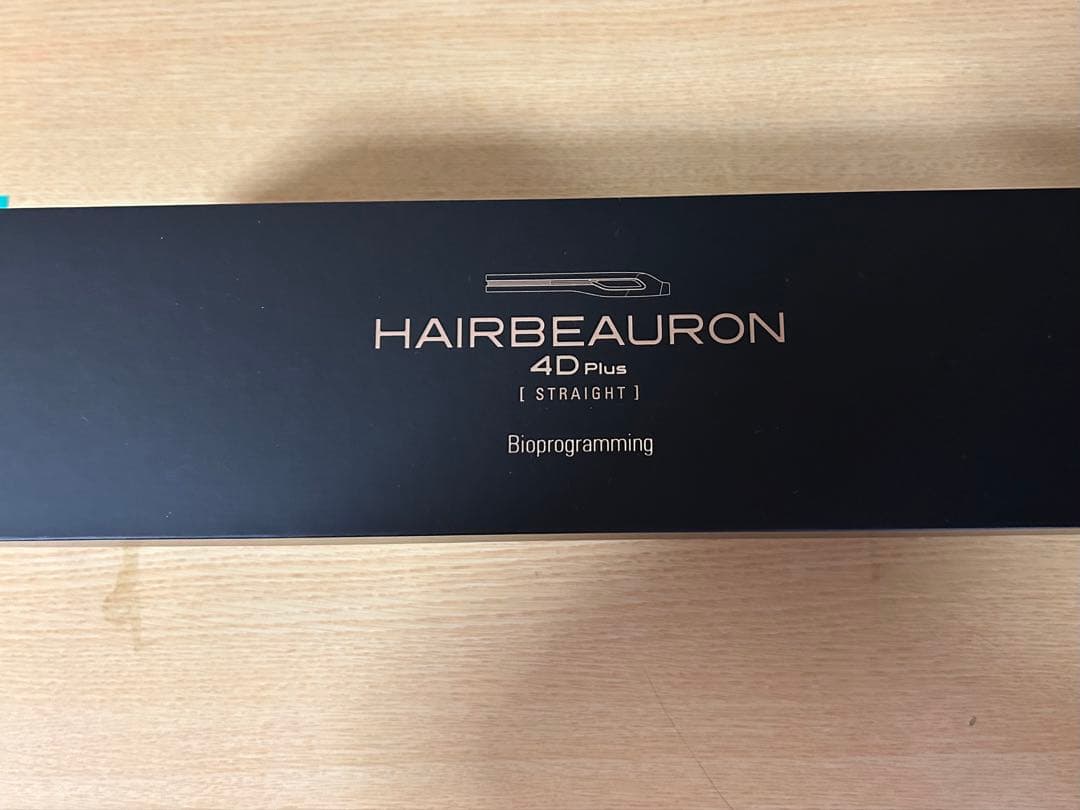 HAIRBEAURON
4D Plus
[ STRAIGHT ]
Bioprogramming